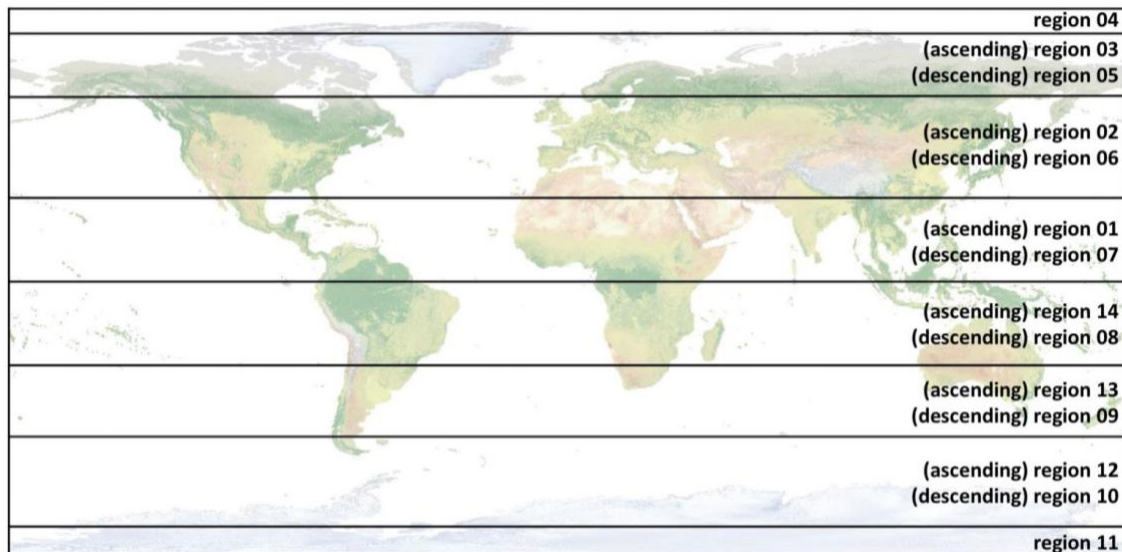 region 04
(ascending) region 03
(descending) region 05
(ascending) region 02
(descending) region 06
(ascending) region 01
(descending) region 07
(ascending) region 14
(descending) region 08
(ascending) region 13
(descending) region 09
(ascending) region 12
(descending) region 10
region 11